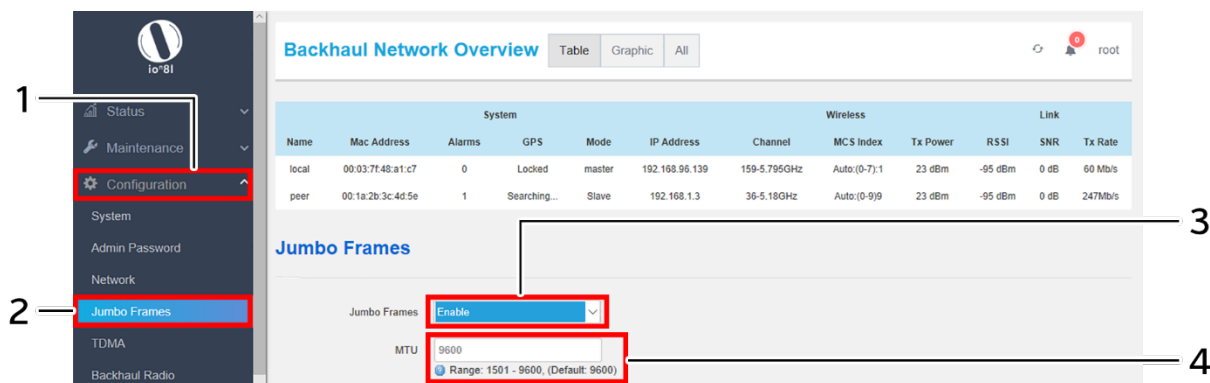 io^8l
Backhaul Network Overview Table Graphic All 0 root
1
Status
Maintenance
Configuration
System
Admin Password
Network
2
Jumbo Frames
TDMA
Backhaul Radio
System Wireless Link
Name Mac Address Alarms GPS Mode IP Address Channel MCS Index Tx Power RSSI SNR Tx Rate
local 00:03:7f:48:a1:c7 0 Locked master 192.168.96.139 159-5.795GHz Auto:(0-7):1 23 dBm -95 dBm 0 dB 60 Mb/s
peer 00:1a:2b:3c:4d:5e 1 Searching... Slave 192.168.1.3 36-5.18GHz Auto:(0-9)9 23 dBm -95 dBm 0 dB 247Mb/s
3
Jumbo Frames
Jumbo Frames Enable
MTU 9600
Range: 1501 - 9600, (Default: 9600)
4